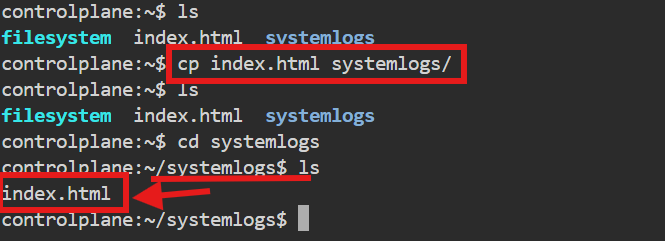 controlplane:~$ ls
filesystem  index.html  systemlogs
controlplane:~$ cp index.html systemlogs/
controlplane:~$ ls
filesystem  index.html  systemlogs
controlplane:~$ cd systemlogs
controlplane:~/systemlogs$ ls
index.html
controlplane:~/systemlogs$